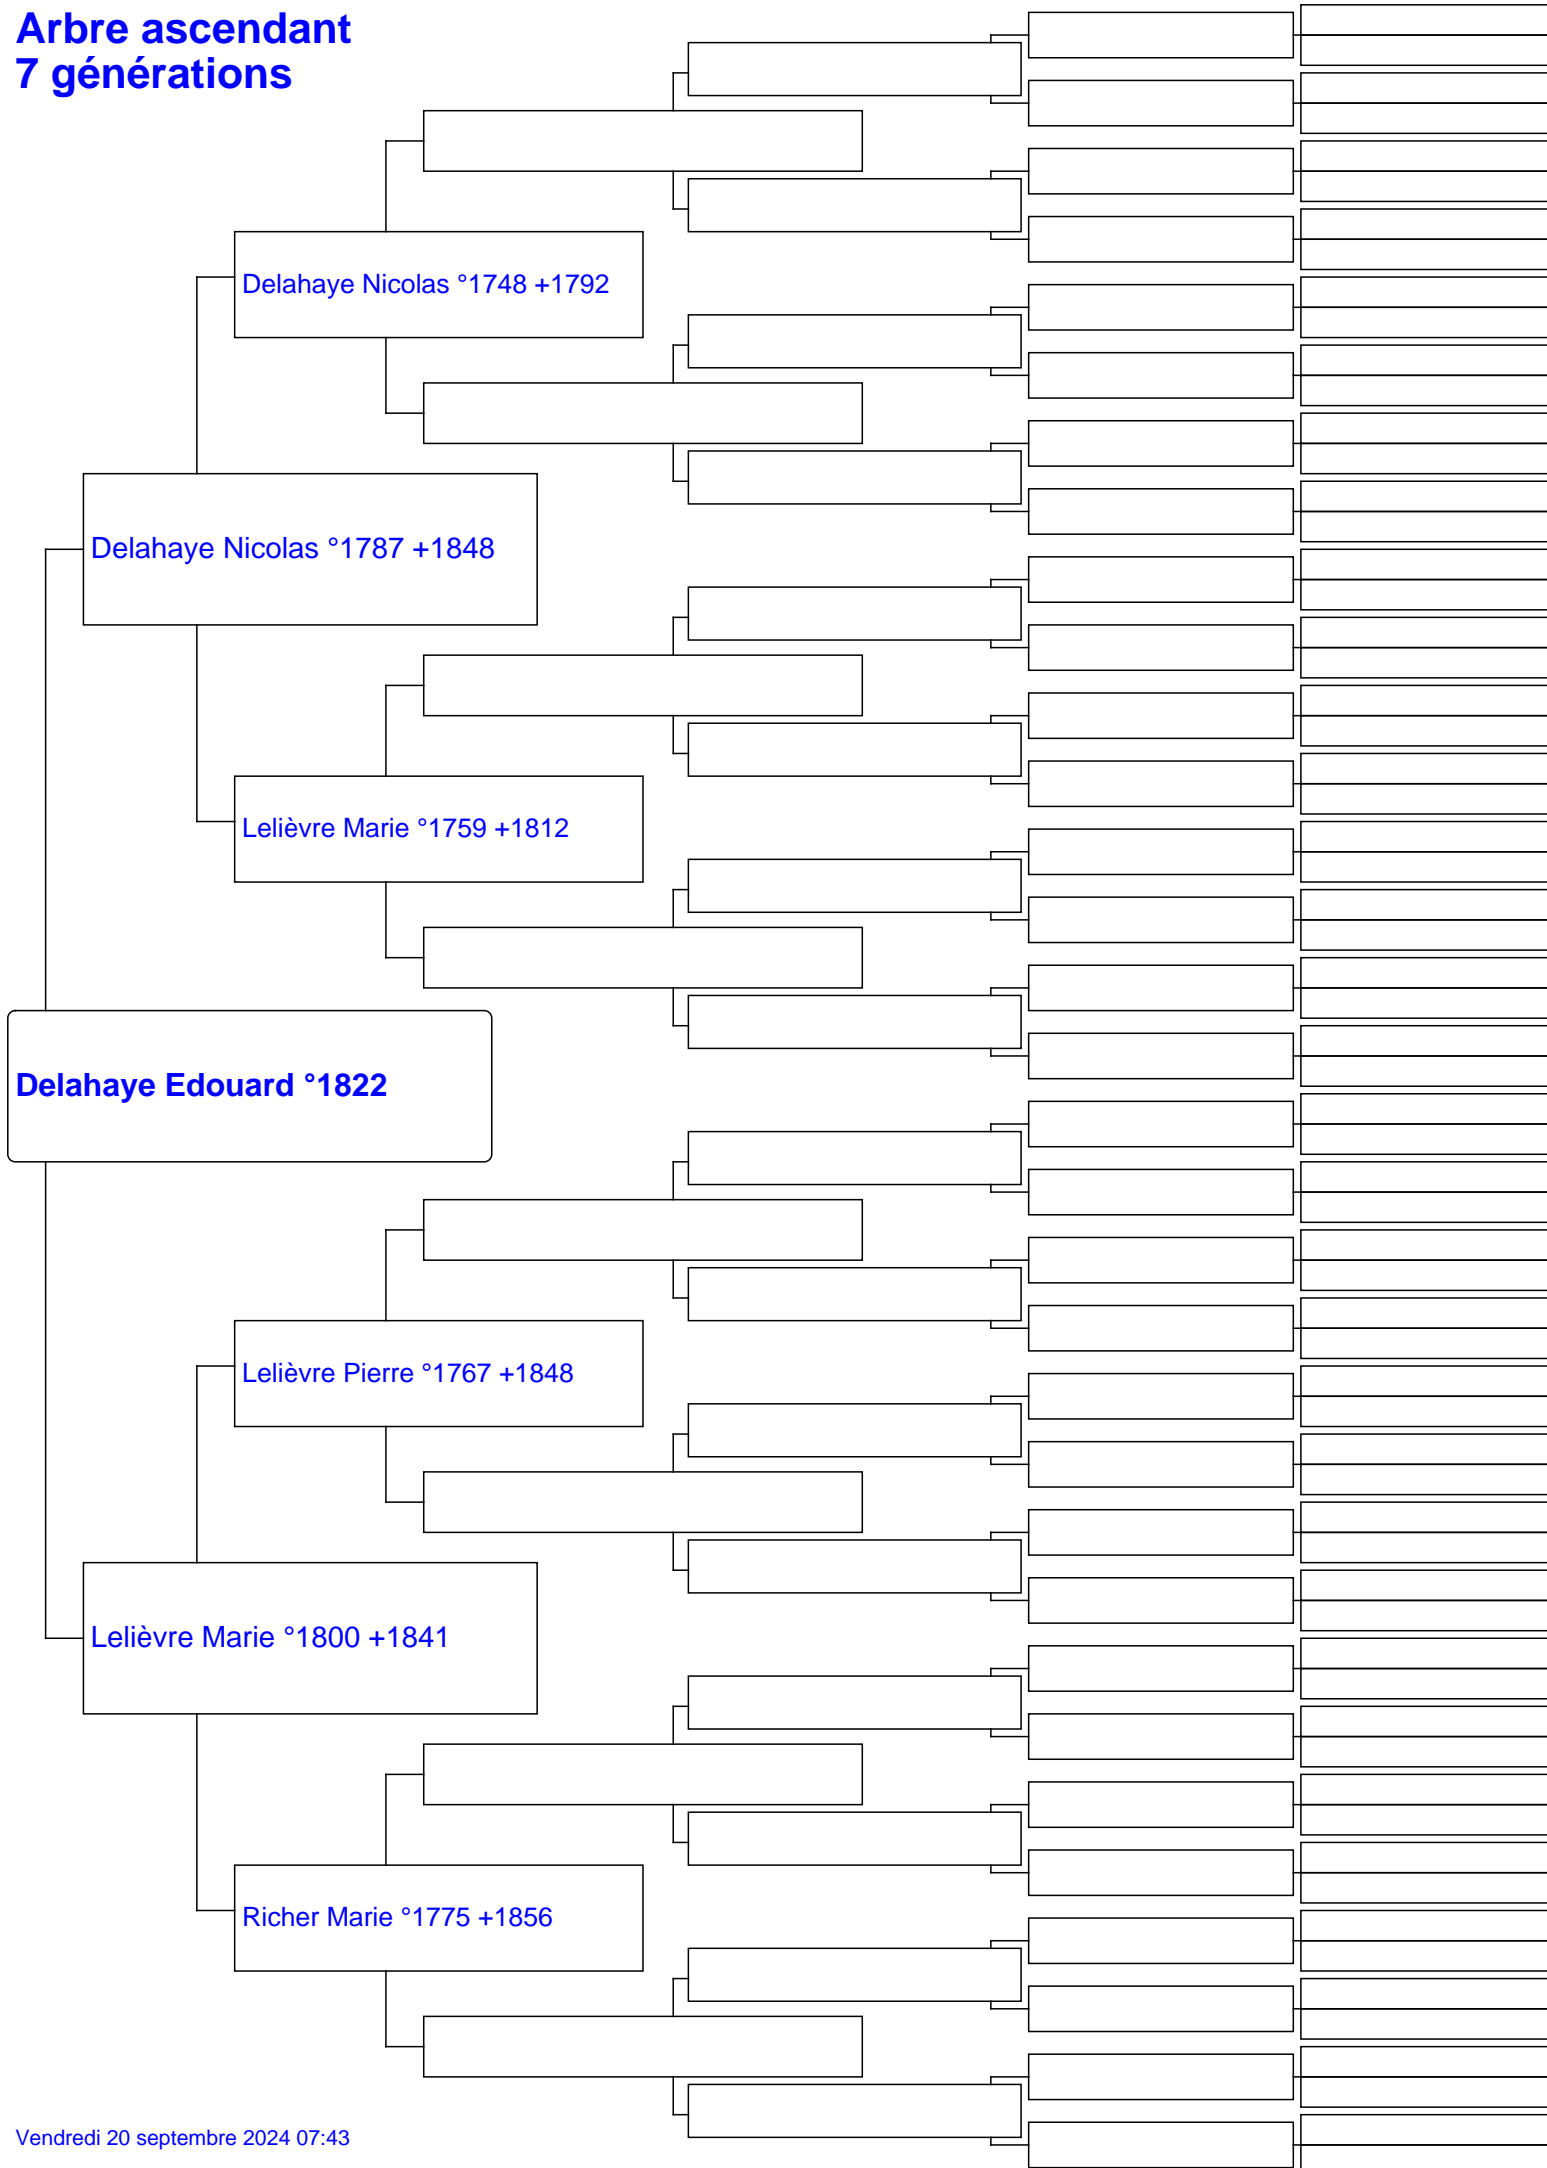 Arbre ascendant
7 générations
Delahaye Nicolas °1748 +1792
Delahaye Nicolas °1787 +1848
Lelièvre Marie °1759 +1812
Delahaye Edouard °1822
Lelièvre Pierre °1767 +1848
Lelièvre Marie °1800 +1841
Richer Marie °1775 +1856
Vendredi 20 septembre 2024 07:43